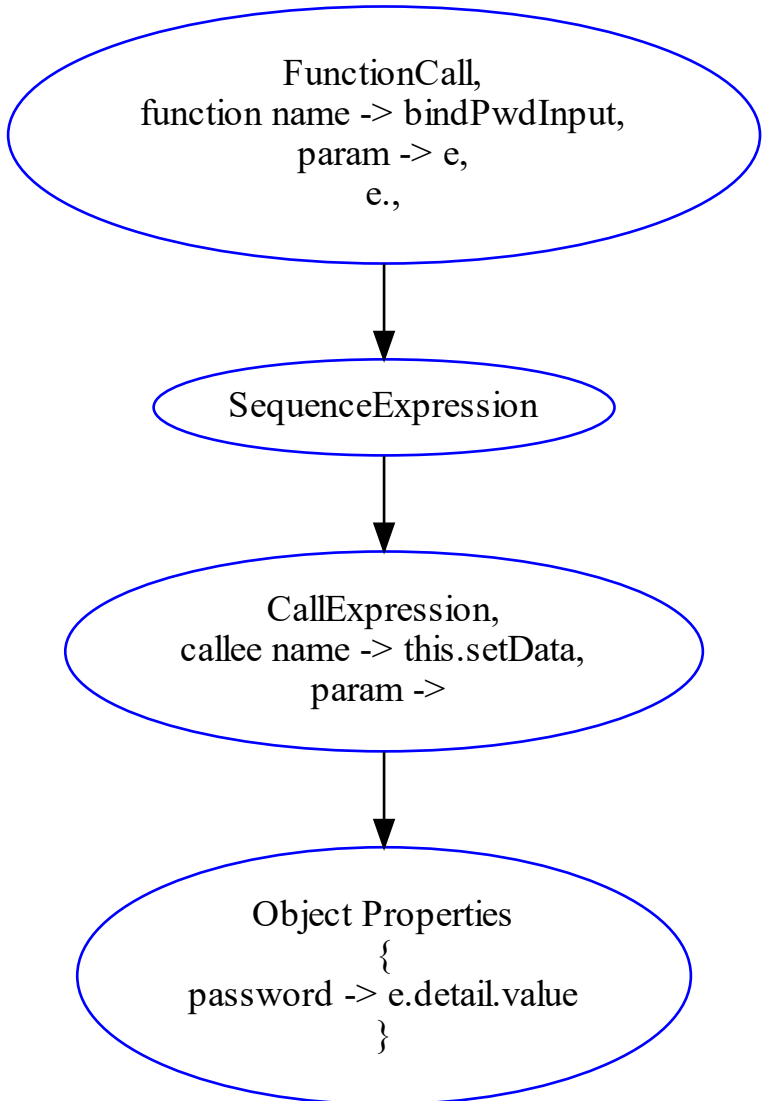 FunctionCall,
function name -> bindPwdInput,
param -> e,
e.,
SequenceExpression
CallExpression,
callee name -> this.setData,
param ->
Object Properties
{
password -> e.detail.value
}